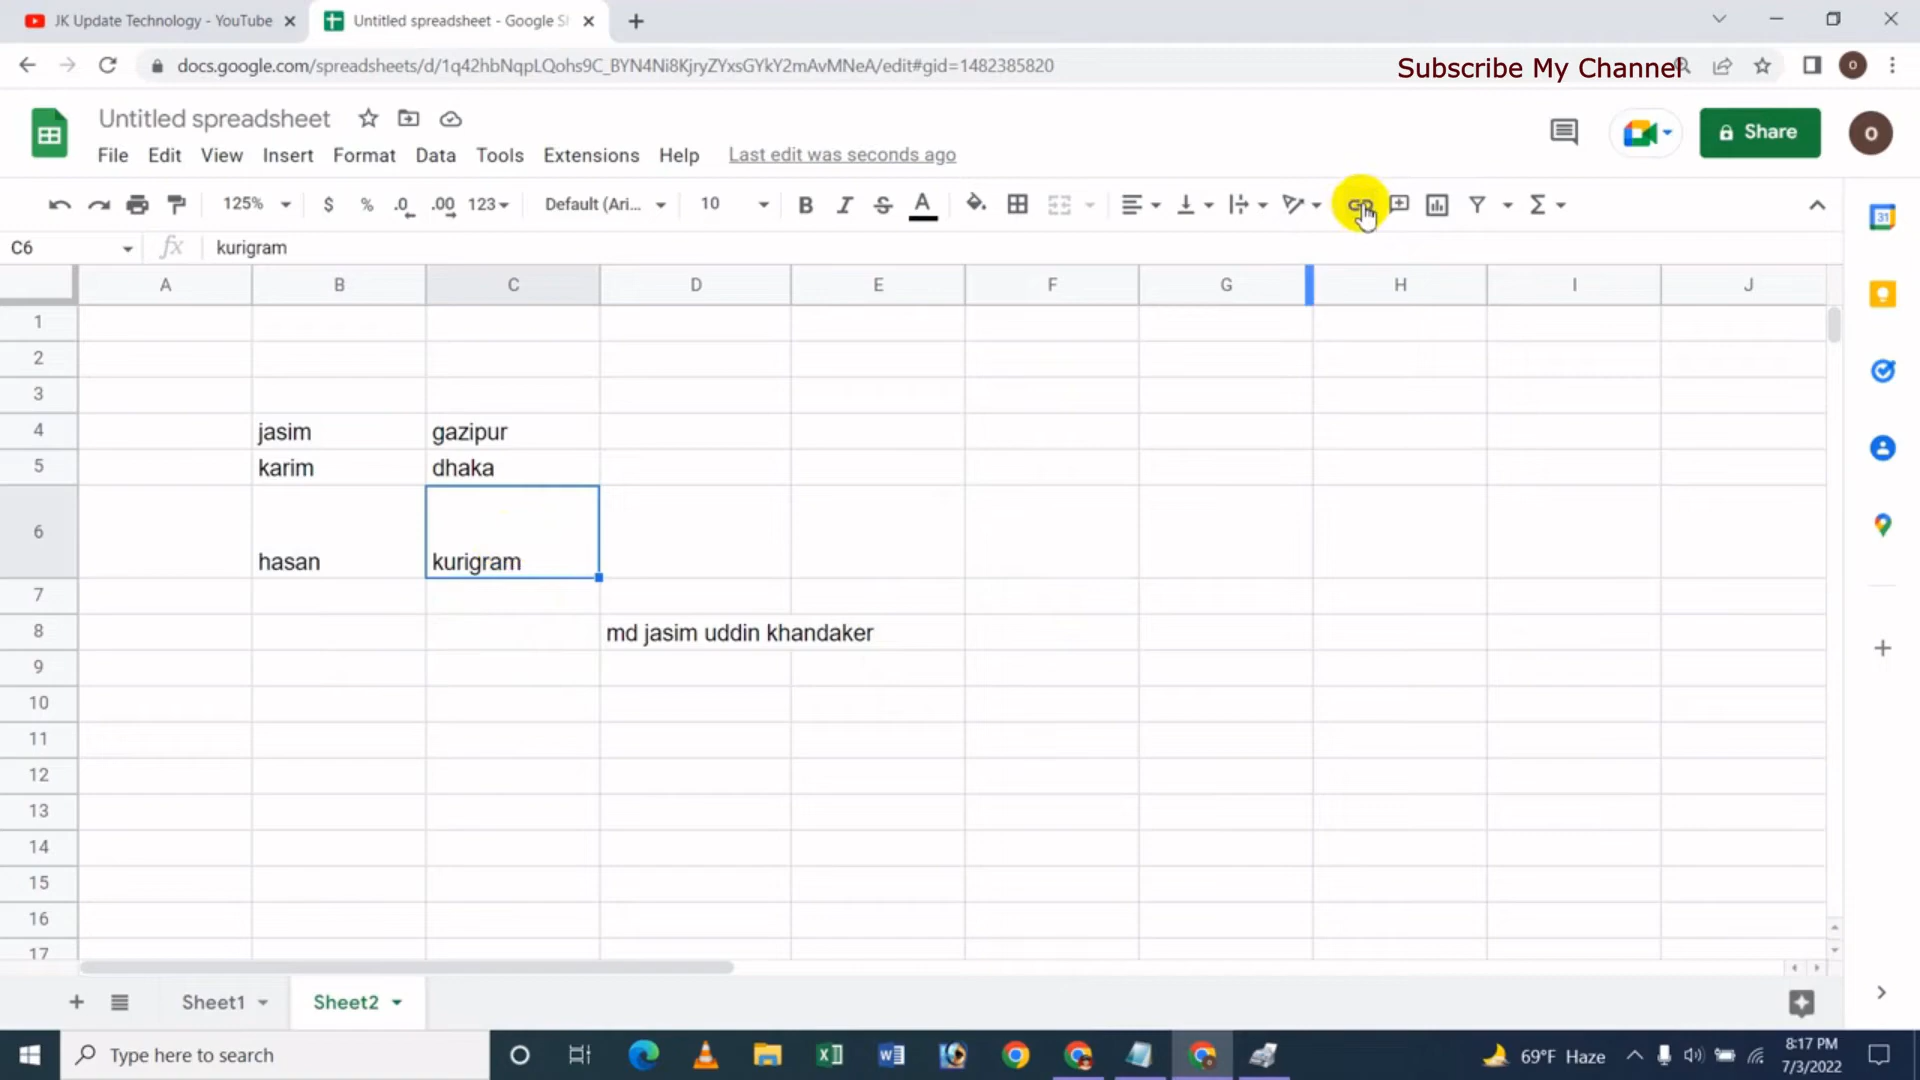 JK Update Technology - YouTube
Untitled spreadsheet - Google Sh
docs.google.com/spreadsheets/d/1q42hbNqpLQohs9C_BYN4Ni8KjryZYxsGYkY2mAvMNeA/edit#gid=1482385820
Subscribe My Channel
O
Untitled spreadsheet
File Edit View Insert Format Data Tools Extensions Help Last edit was seconds ago
Share
O
125% $ % .0 .00 123 Default (Ari... 10 B I S A Σ
31
C6 fx kurigram
A B C D E F G H I J
1
2
3
4 jasim gazipur
5 karim dhaka
6 hasan kurigram
7
8 md jasim uddin khandaker
9
10
11
12
13
14
15
16
17
Sheet1 Sheet2
Type here to search
69°F Haze
8:17 PM
7/3/2022